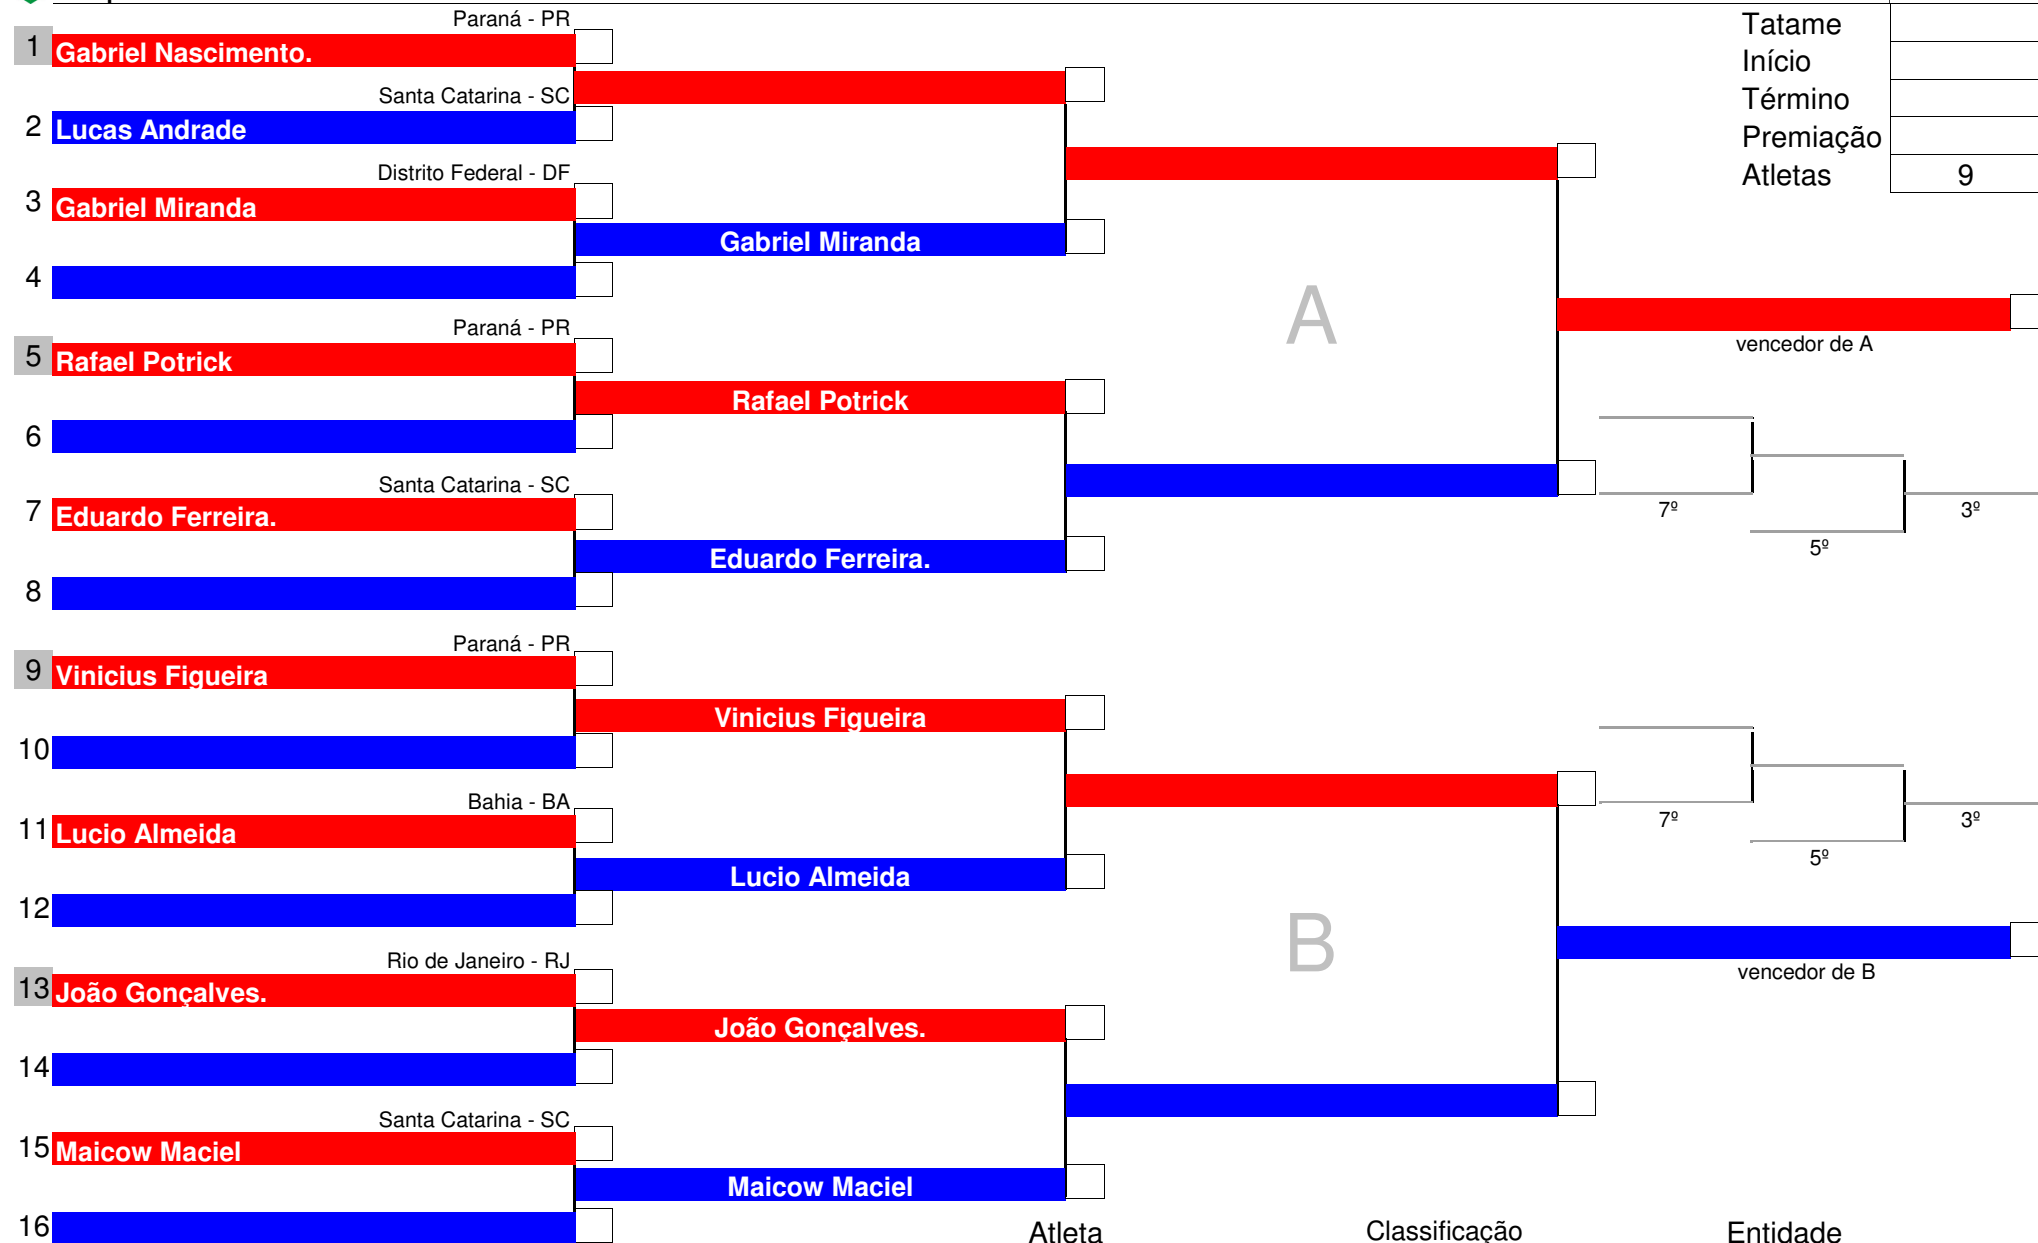 Paraná - PR
1 Gabriel Nascimento.
Santa Catarina - SC
2 Lucas Andrade
Distrito Federal - DF
3 Gabriel Miranda
Gabriel Miranda
4
Paraná - PR
5 Rafael Potrick
Rafael Potrick
6
Santa Catarina - SC
7 Eduardo Ferreira.
Eduardo Ferreira.
8
Paraná - PR
9 Vinicius Figueira
Vinicius Figueira
10
Bahia - BA
11 Lucio Almeida
Lucio Almeida
12
Rio de Janeiro - RJ
13 João Gonçalves.
João Gonçalves.
14
Santa Catarina - SC
15 Maicow Maciel
Maicow Maciel
16
A
B
Tatame
Início
Término
Premiação
Atletas 9
vencedor de A
7º
3º
5º
7º
3º
5º
vencedor de B
Atleta Classificação Entidade